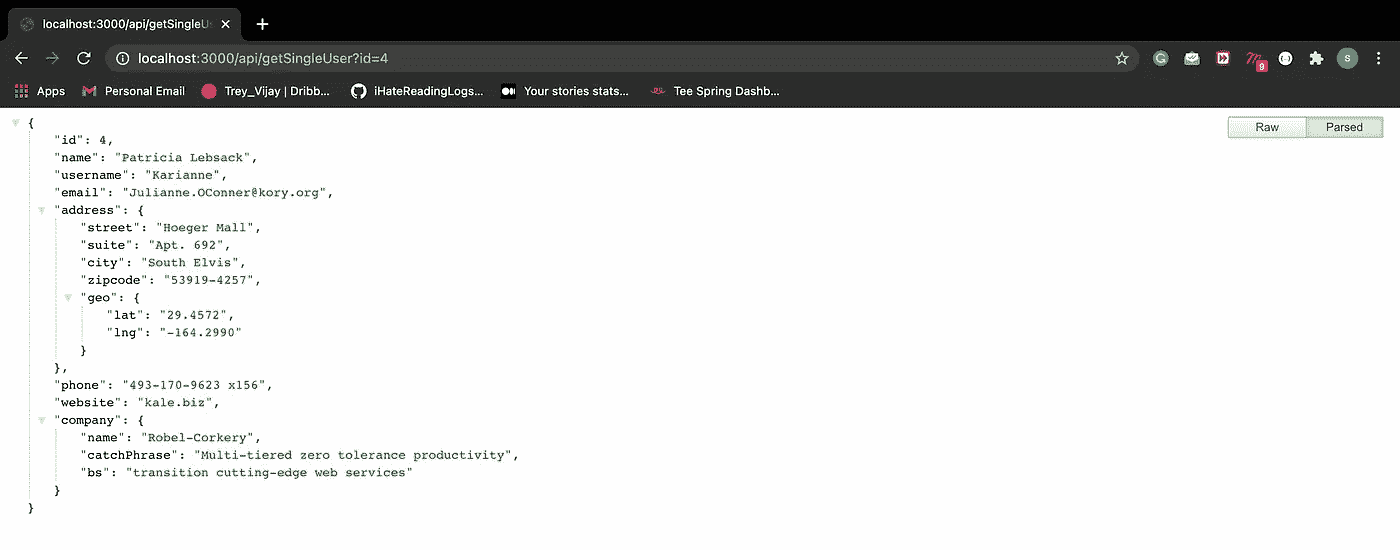 localhost:3000/api/getSingleU
localhost:3000/api/getSingleUser?id=4
9
S
Apps
Personal Email
Trey_Vijay | Dribb...
iHateReadingLogs...
Your stories stats...
Tee Spring Dashb...
Raw
Parsed
{
"id": 4,
"name": "Patricia Lebsack",
"username": "Karianne",
"email": "Julianne.OConner@kory.org",
"address": {
"street": "Hoeger Mall",
"suite": "Apt. 692",
"city": "South Elvis",
"zipcode": "53919-4257",
"geo": {
"lat": "29.4572",
"lng": "-164.2990"
}
},
"phone": "493-170-9623 x156",
"website": "kale.biz",
"company": {
"name": "Robel-Corkery",
"catchPhrase": "Multi-tiered zero tolerance productivity",
"bs": "transition cutting-edge web services"
}
}